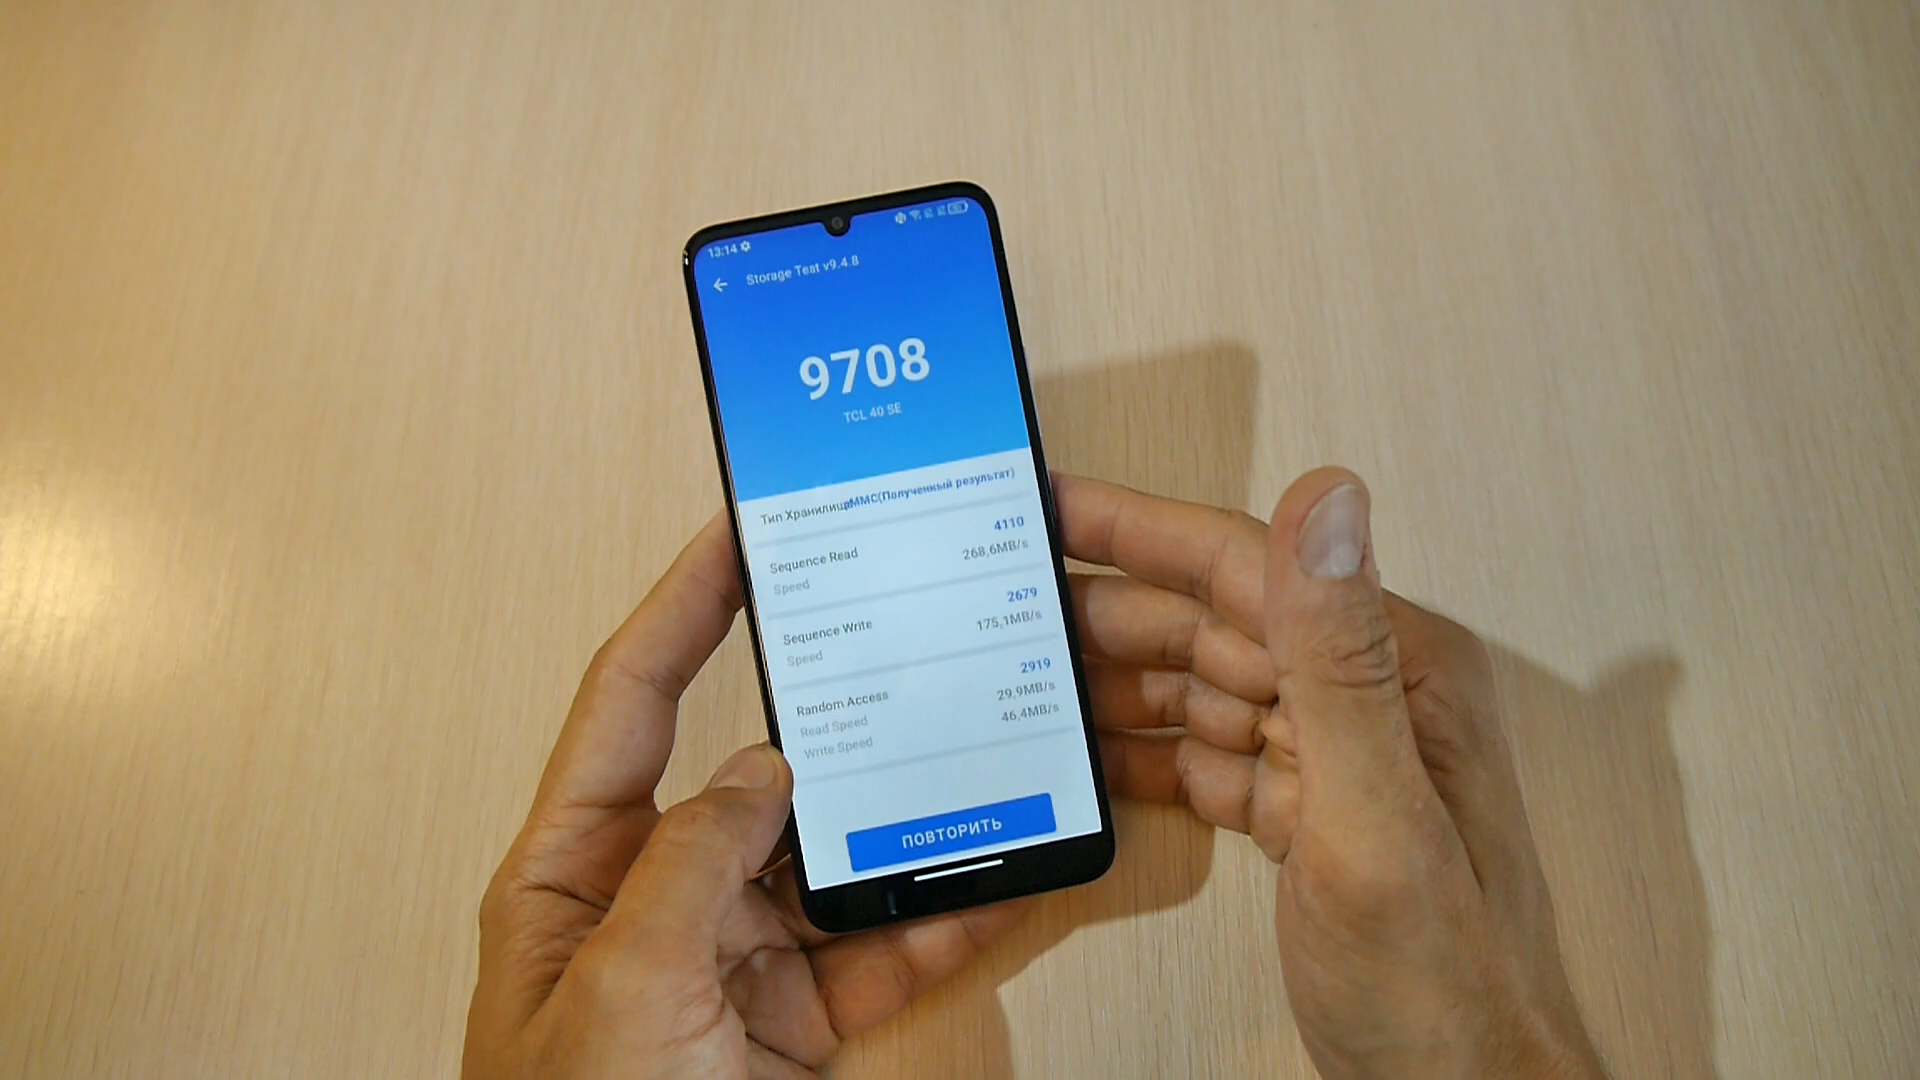 13:14
Storage Test v9.4.8
9708
TCL 40 SE
Тип Хранилища eMMC(Полученный результат)
4110
Sequence Read
268,6MB/s
Speed
2679
Sequence Write
175,1MB/s
Speed
2919
Random Access
29,9MB/s
Read Speed
46,4MB/s
Write Speed
ПОВТОРИТЬ